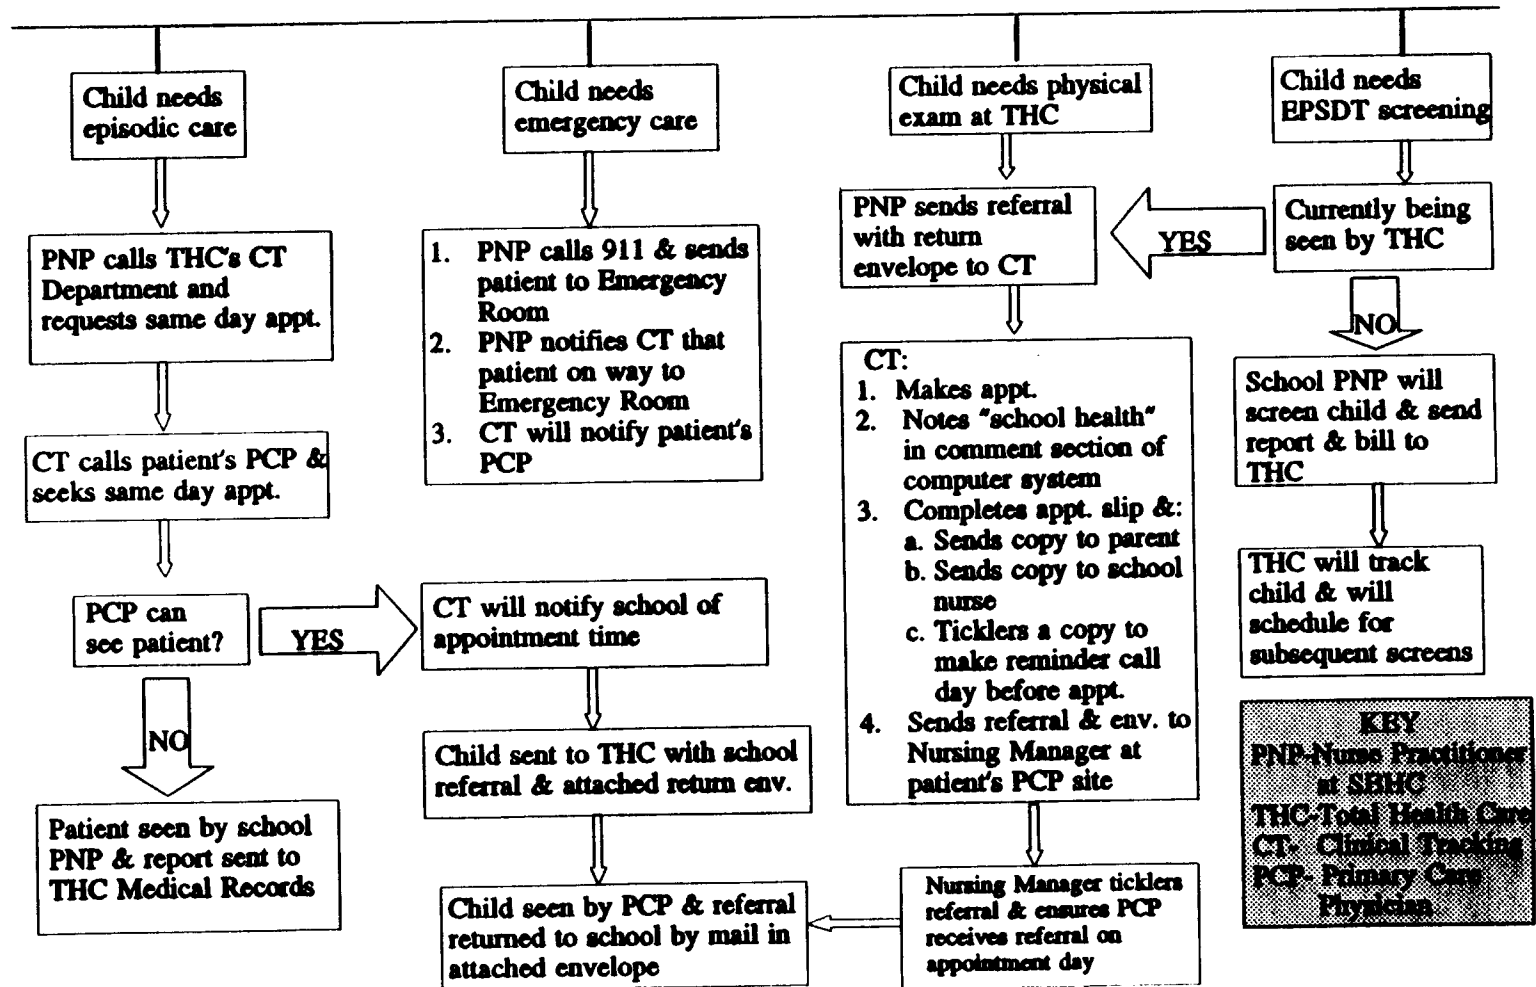 Child needs
episodic care
PNP calls THC's CT
Department and
requests same day appt.
CT calls patient's PCP &
seeks same day appt.
PCP can
see patient?
YES
NO
Patient seen by school
PNP & report sent to
THC Medical Records
Child needs
emergency care
1. PNP calls 911 & sends
patient to Emergency
Room
2. PNP notifies CT that
patient on way to
Emergency Room
3. CT will notify patient's
PCP
CT will notify school of
appointment time
Child sent to THC with school
referral & attached return env.
Child seen by PCP & referral
returned to school by mail in
attached envelope
Child needs physical
exam at THC
PNP sends referral
with return
envelope to CT
CT:
1. Makes appt.
2. Notes "school health"
in comment section of
computer system
3. Completes appt. slip &:
a. Sends copy to parent
b. Sends copy to school
nurse
c. Ticklers a copy to
make reminder call
day before appt.
4. Sends referral & env. to
Nursing Manager at
patient's PCP site
Nursing Manager ticklers
referral & ensures PCP
receives referral on
appointment day
Child needs
EPSDT screening
Currently being
seen by THC
YES
NO
School PNP will
screen child & send
report & bill to
THC
THC will track
child & will
schedule for
subsequent screens
KEY
PNP-Nurse Practitioner
at SBHC
THC-Total Health Care
CT- Clinical Tracking
PCP- Primary Care
Physician